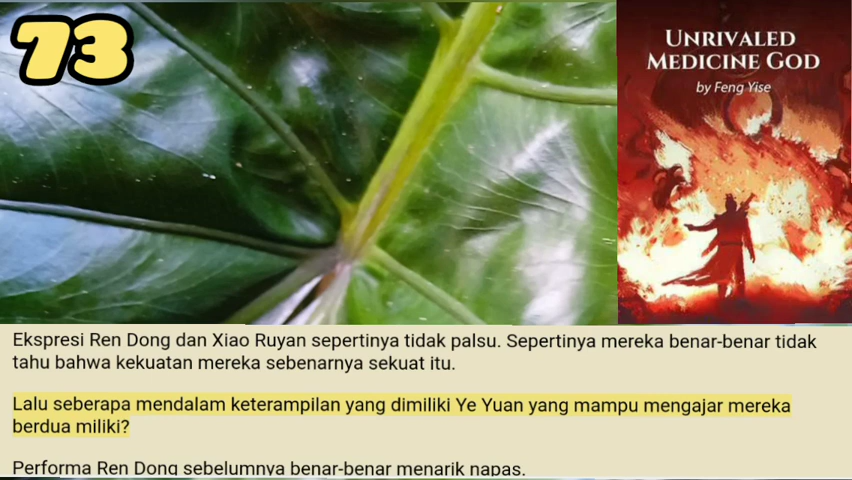 73
UNRIVALED
MEDICINE GOD
by Feng Yise
Ekspresi Ren Dong dan Xiao Ruyan sepertinya tidak palsu. Sepertinya mereka benar-benar tidak
tahu bahwa kekuatan mereka sebenarnya sekuat itu.
Lalu seberapa mendalam keterampilan yang dimiliki Ye Yuan yang mampu mengajar mereka
berdua miliki?
Performa Ren Dong sebelumnya benar-benar menarik napas.